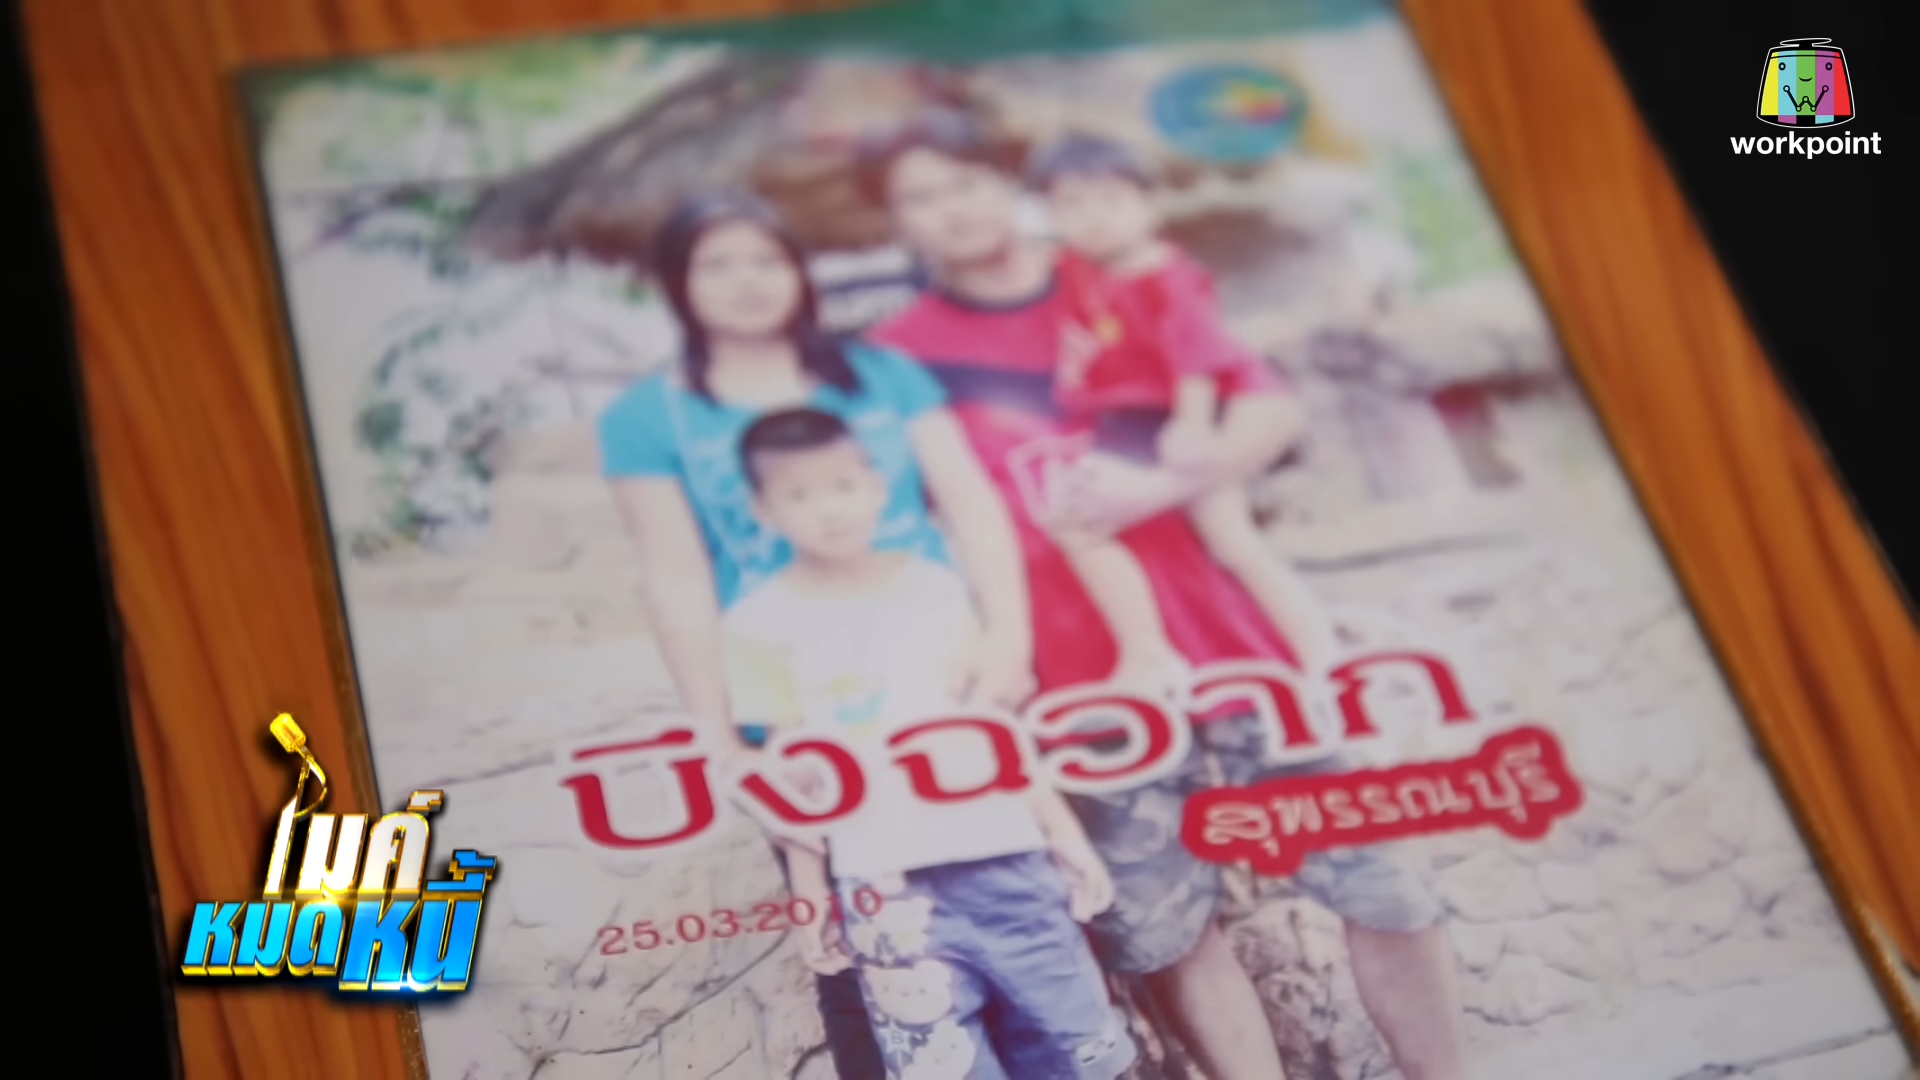 workpoint
บึงฉวาก
สุพรรณบุรี
25.03.2010
ไมค์
หมดหนี้